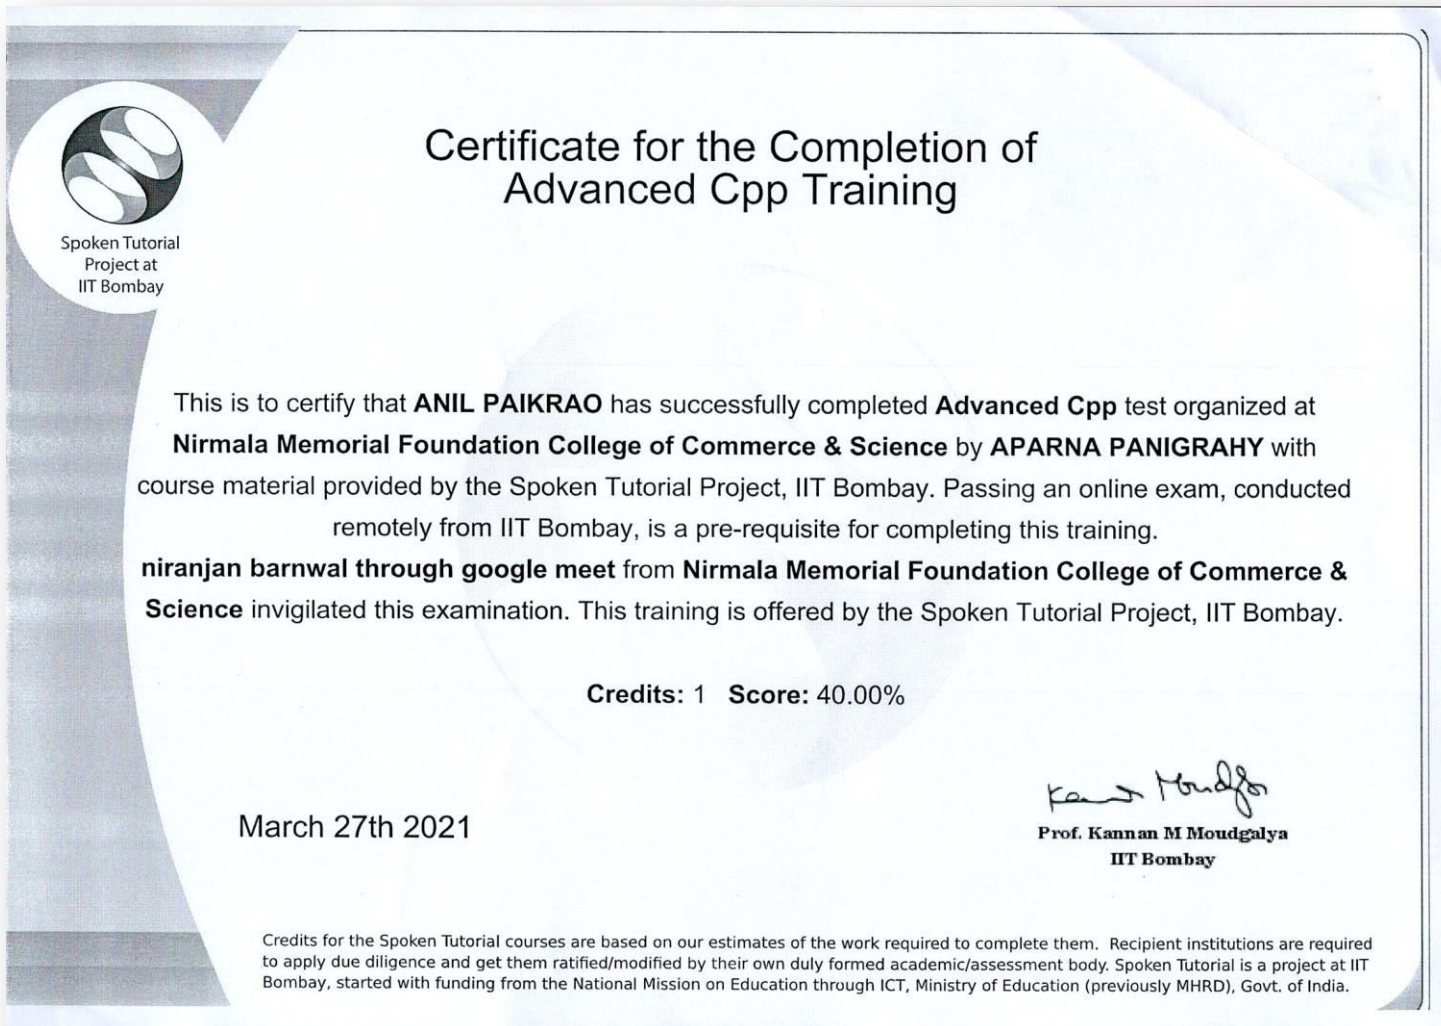 Spoken Tutorial
Project at
IIT Bombay
Certificate for the Completion of
Advanced Cpp Training
This is to certify that ANIL PAIKRAO has successfully completed Advanced Cpp test organized at
Nirmala Memorial Foundation College of Commerce & Science by APARNA PANIGRAHY with
course material provided by the Spoken Tutorial Project, IIT Bombay. Passing an online exam, conducted
remotely from IIT Bombay, is a pre-requisite for completing this training.
niranjan barnwal through google meet from Nirmala Memorial Foundation College of Commerce &
Science invigilated this examination. This training is offered by the Spoken Tutorial Project, IIT Bombay.
Credits: 1 Score: 40.00%
March 27th 2021
Prof. Kannan M Moudgalya
IIT Bombay
Credits for the Spoken Tutorial courses are based on our estimates of the work required to complete them. Recipient institutions are required
to apply due diligence and get them ratified/modified by their own duly formed academic/assessment body. Spoken Tutorial is a project at IIT
Bombay, started with funding from the National Mission on Education through ICT, Ministry of Education (previously MHRD), Govt. of India.